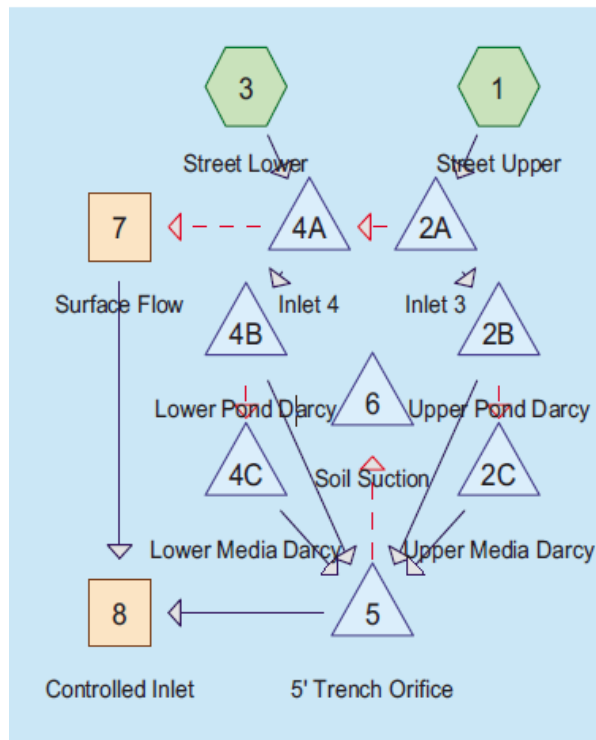 3
1
Street Lower
Street Upper
7
4A
2A
Surface Flow
Inlet 4
Inlet 3
4B
2B
6
Lower Pond Darcy
Upper Pond Darcy
4C
Soil Suction
2C
Lower Media Darcy
Upper Media Darcy
8
5
Controlled Inlet
5' Trench Orifice